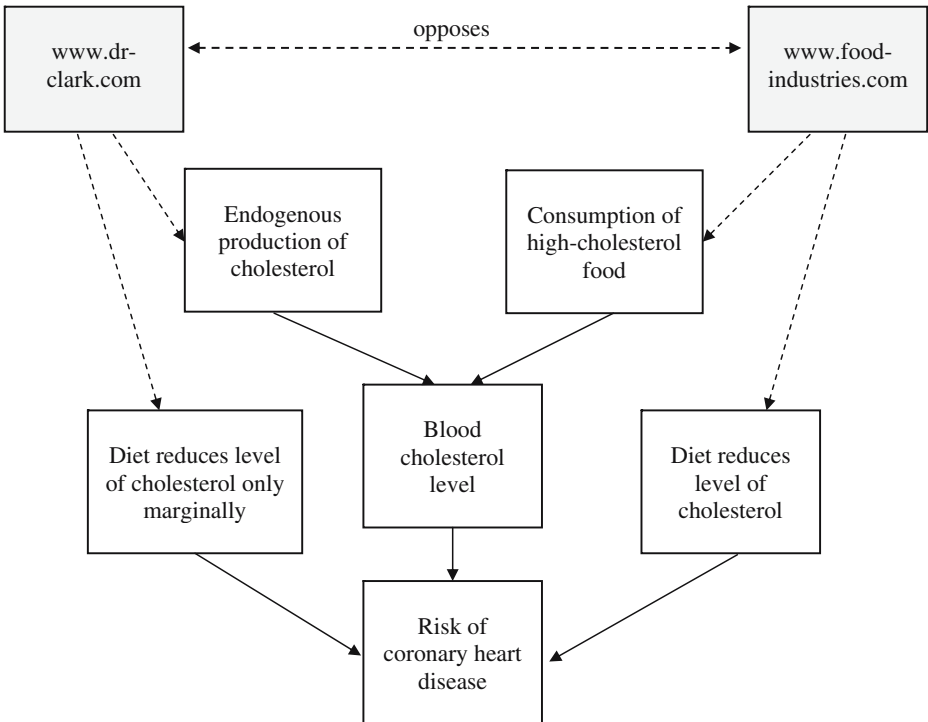 opposes
www.dr-
clark.com
www.food-
industries.com
Endogenous
production of
cholesterol
Consumption of
high-cholesterol
food
Diet reduces level
of cholesterol only
marginally
Blood
cholesterol
level
Diet reduces
level of
cholesterol
Risk of
coronary heart
disease